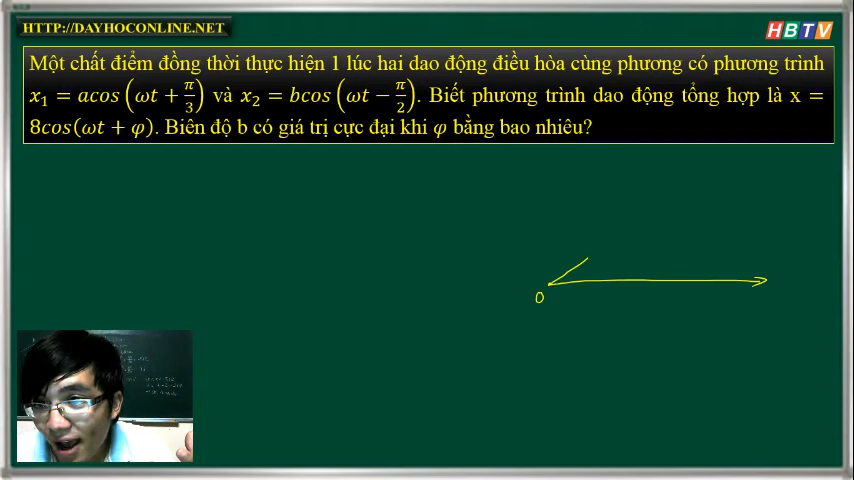 HTTP://DAYHOCONLINE.NET
HBTV
Một chất điểm đồng thời thực hiện 1 lúc hai dao động điều hòa cùng phương có phương trình
x₁ = acos(ωt + π/3) và x₂ = bcos(ωt − π/2). Biết phương trình dao động tổng hợp là x =
8cos(ωt + φ). Biên độ b có giá trị cực đại khi φ bằng bao nhiêu?
O